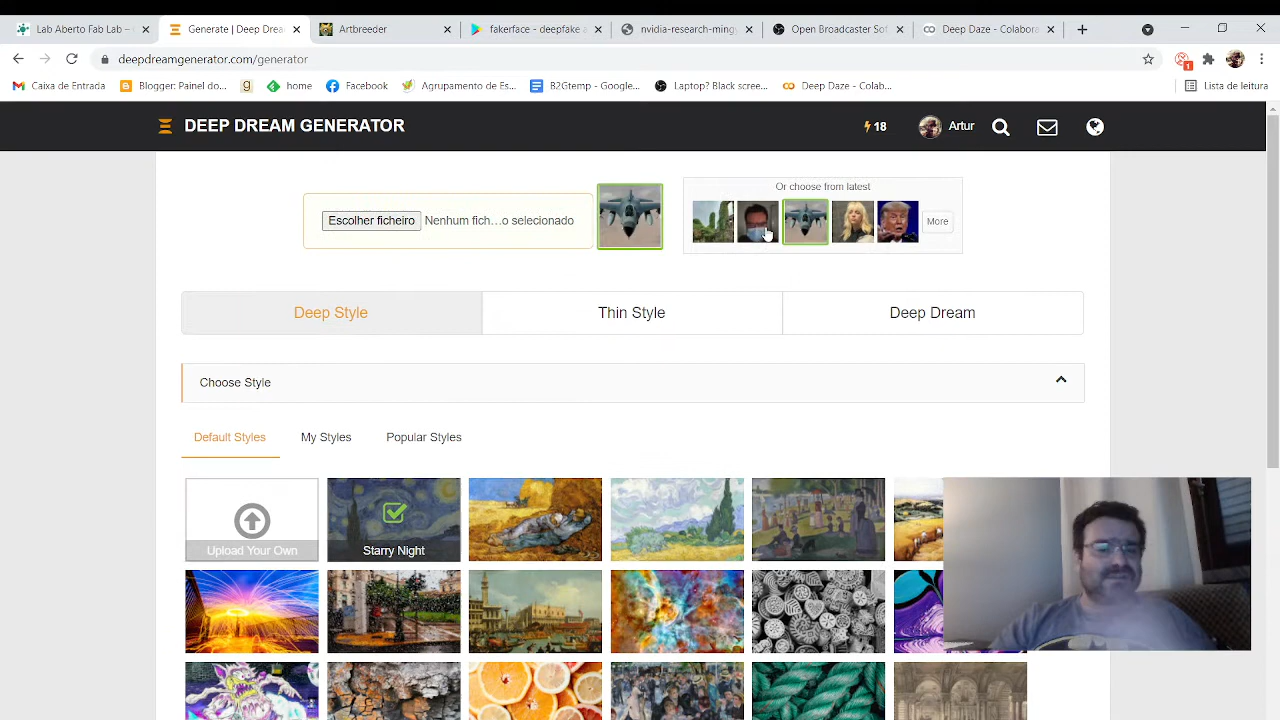 Lab Aberto Fab Lab –
Generate | Deep Drea
Artbreeder
fakerface - deepfake a
nvidia-research-ming
Open Broadcaster Sof
Deep Daze - Colabora
deepdreamgenerator.com/generator
1
Caixa de Entrada
Blogger: Painel do...
home
Facebook
Agrupamento de Es...
B2Gtemp - Google...
Laptop? Black scree...
Deep Daze - Colab...
Lista de leitura
DEEP DREAM GENERATOR
18
Artur
Escolher ficheiro Nenhum fich…o selecionado
Or choose from latest
More
Deep Style
Thin Style
Deep Dream
Choose Style
Default Styles
My Styles
Popular Styles
Upload Your Own
Starry Night